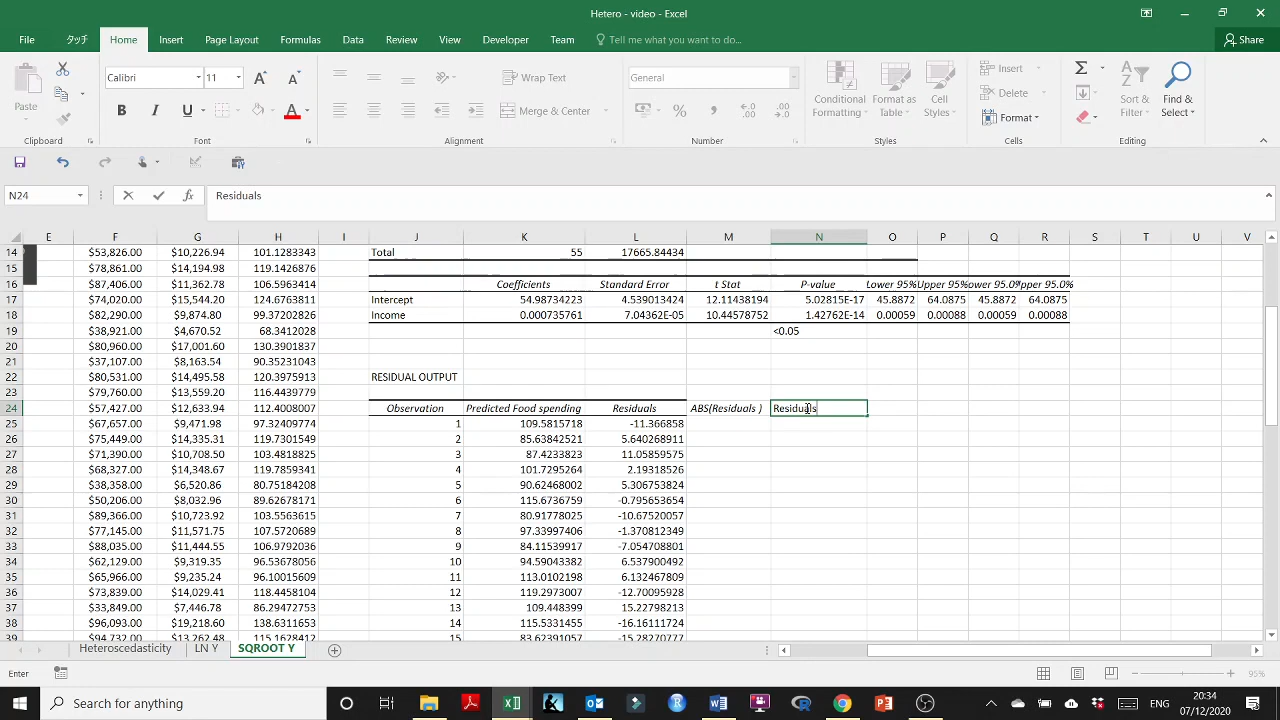 Hetero - video - Excel
File タッチ Home Insert Page Layout Formulas Data Review View Developer Team Tell me what you want to do... Share
Calibri 11 Wrap Text General Insert
Paste B I U Merge & Center % Conditional Formatting Format as Table Cell Styles Delete Format Sort & Filter Find & Select
Clipboard Font Alignment Number Styles Cells Editing
N24 fx Residuals
E F G H I J K L M N O P Q R S T U V
14 $53,826.00 $10,226.94 101.1283343 Total 55 17665.84434
15 $78,861.00 $14,194.98 119.1426876
16 $87,406.00 $11,362.78 106.5963414 Coefficients Standard Error t Stat P-value Lower 95% Upper 95% ower 95.0% pper 95.0%
17 $74,020.00 $15,544.20 124.6763811 Intercept 54.98734223 4.539013424 12.11438194 5.02815E-17 45.8872 64.0875 45.8872 64.0875
18 $82,290.00 $9,874.80 99.37202826 Income 0.000735761 7.04362E-05 10.44578752 1.42762E-14 0.00059 0.00088 0.00059 0.00088
19 $38,921.00 $4,670.52 68.3412028 <0.05
20 $80,960.00 $17,001.60 130.3901837
21 $37,107.00 $8,163.54 90.35231043
22 $80,531.00 $14,495.58 120.3975913 RESIDUAL OUTPUT
23 $79,760.00 $13,559.20 116.4439779
24 $57,427.00 $12,633.94 112.4008007 Observation Predicted Food spending Residuals ABS(Residuals ) Residuals
25 $67,657.00 $9,471.98 97.32409774 1 109.5815718 -11.366858
26 $75,449.00 $14,335.31 119.7301549 2 85.63842521 5.640268911
27 $71,390.00 $10,708.50 103.4818825 3 87.4233823 11.05859575
28 $68,327.00 $14,348.67 119.7859341 4 101.7295264 2.19318526
29 $38,358.00 $6,520.86 80.75184208 5 90.62468002 5.306753824
30 $50,206.00 $8,032.96 89.62678171 6 115.6736759 -0.795653654
31 $89,366.00 $10,723.92 103.5563615 7 80.91778025 -10.67520057
32 $77,145.00 $11,571.75 107.5720689 8 97.33997406 -1.370812349
33 $88,035.00 $11,444.55 106.9792036 9 84.11539917 -7.054708801
34 $62,129.00 $9,319.35 96.53678056 10 94.59043382 6.537900492
35 $65,966.00 $9,235.24 96.10015609 11 113.0102198 6.132467809
36 $73,839.00 $14,029.41 118.4458104 12 119.2973007 -12.70095928
37 $33,849.00 $7,446.78 86.29472753 13 109.448399 15.22798213
38 $96,093.00 $19,218.60 138.6311653 14 115.5331455 -16.16111724
39 $94,732.00 $13,262.48 115.1628412 15 83.62391057 -15.28270777
Heteroscedasticity LN Y SQROOT Y
Enter 95%
Search for anything
20:34
07/12/2020